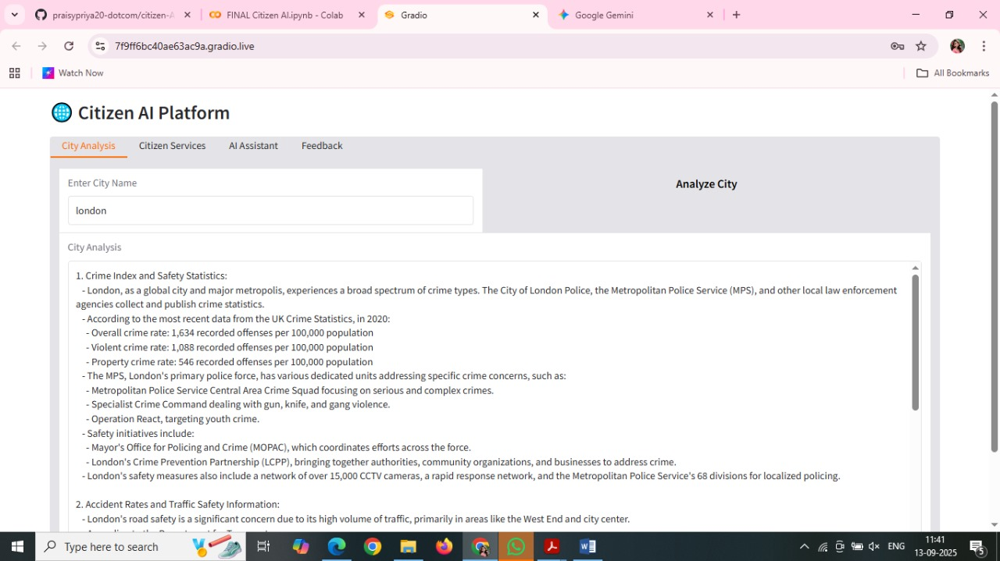 praisypriya20-dotcom/citizen-A
FINAL Citizen AI.ipynb - Colab
Gradio
Google Gemini
7f9ff6bc40ae63ac9a.gradio.live
Watch Now
All Bookmarks
Citizen AI Platform
City Analysis
Citizen Services
AI Assistant
Feedback
Enter City Name
Analyze City
london
City Analysis
1. Crime Index and Safety Statistics:
- London, as a global city and major metropolis, experiences a broad spectrum of crime types. The City of London Police, the Metropolitan Police Service (MPS), and other local law enforcement
agencies collect and publish crime statistics.
- According to the most recent data from the UK Crime Statistics, in 2020:
- Overall crime rate: 1,634 recorded offenses per 100,000 population
- Violent crime rate: 1,088 recorded offenses per 100,000 population
- Property crime rate: 546 recorded offenses per 100,000 population
- The MPS, London's primary police force, has various dedicated units addressing specific crime concerns, such as:
- Metropolitan Police Service Central Area Crime Squad focusing on serious and complex crimes.
- Specialist Crime Command dealing with gun, knife, and gang violence.
- Operation React, targeting youth crime.
- Safety initiatives include:
- Mayor's Office for Policing and Crime (MOPAC), which coordinates efforts across the force.
- London's Crime Prevention Partnership (LCPP), bringing together authorities, community organizations, and businesses to address crime.
- London's safety measures also include a network of over 15,000 CCTV cameras, a rapid response network, and the Metropolitan Police Service's 68 divisions for localized policing.
2. Accident Rates and Traffic Safety Information:
- London's road safety is a significant concern due to its high volume of traffic, primarily in areas like the West End and city center.
Type here to search
ENG
11:41
13-09-2025
5